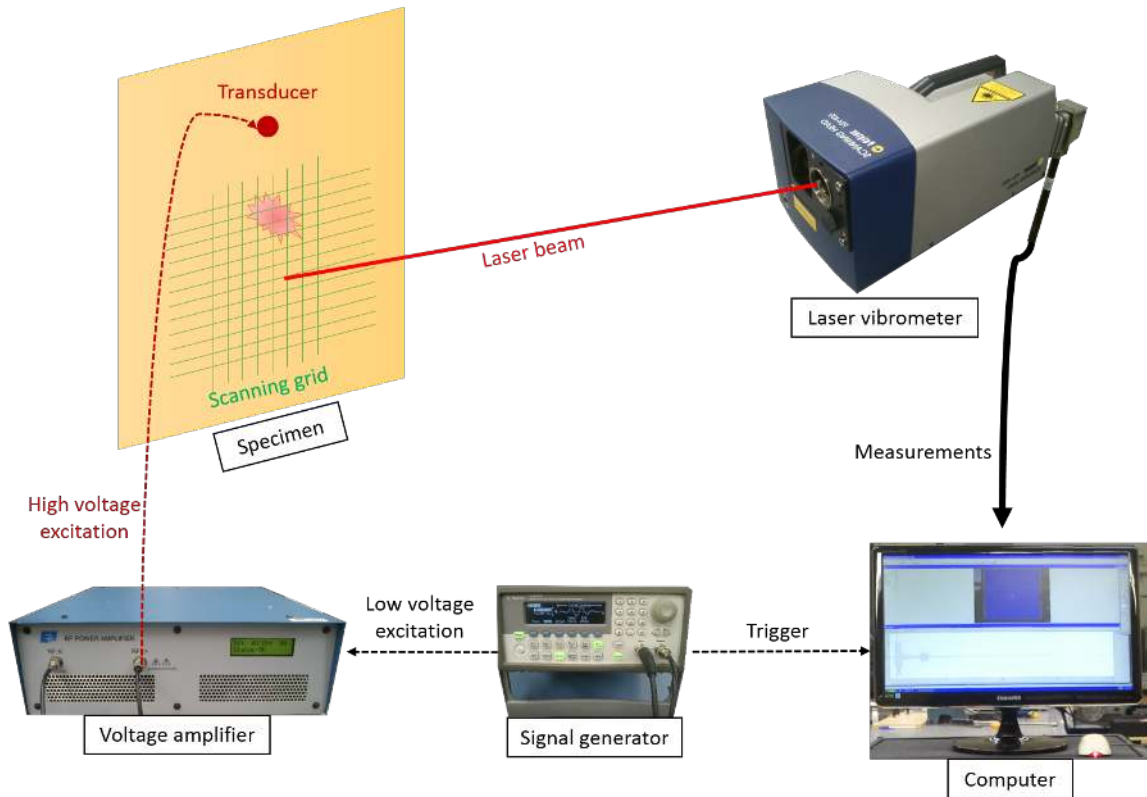 Transducer
Laser beam
Scanning grid
Specimen
Laser vibrometer
Measurements
High voltage
excitation
Low voltage
excitation
Trigger
RF POWER AMPLIFIER
Voltage amplifier
Signal generator
SAMSUNG
Computer